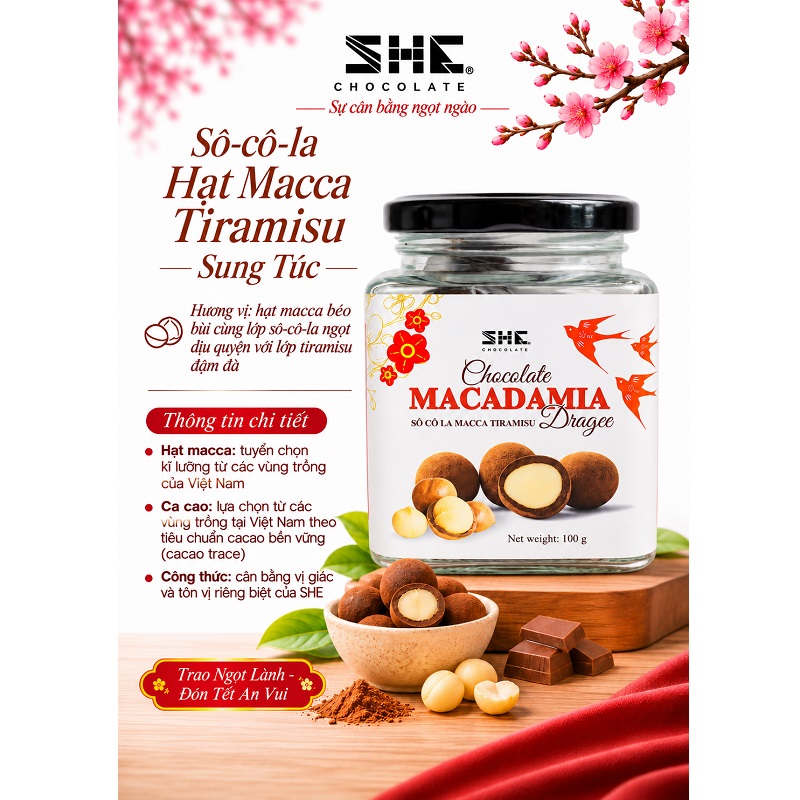 SHE®
CHOCOLATE
Sự cân bằng ngọt ngào
Sô-cô-la
Hạt Macca
Tiramisu
Sung Túc
Hương vị: hạt macca béo
bùi cùng lớp sô-cô-la ngọt
dịu quyện với lớp tiramisu
đậm đà
Thông tin chi tiết
Hạt macca: tuyển chọn
kĩ lưỡng từ các vùng trồng
của Việt Nam
Ca cao: lựa chọn từ các
vùng trồng tại Việt Nam theo
tiêu chuẩn cacao bền vững
(cacao trace)
Công thức: cân bằng vị giác
và tôn vị riêng biệt của SHE
Trao Ngọt Lành -
Đón Tết An Vui
SHE®
CHOCOLATE
Chocolate
MACADAMIA
SÔ CÔ LA MACCA TIRAMISU Dragee
Net weight: 100 g